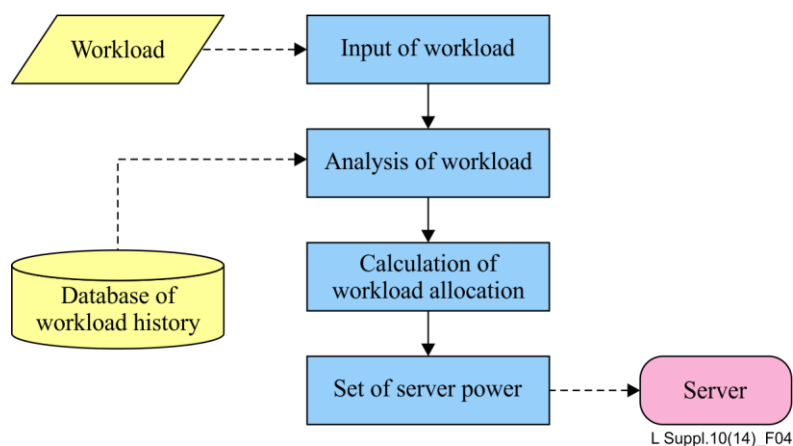 Workload
Input of workload
Analysis of workload
Calculation of
workload allocation
Database of
workload history
Set of server power
Server
L Suppl.10(14)_F04